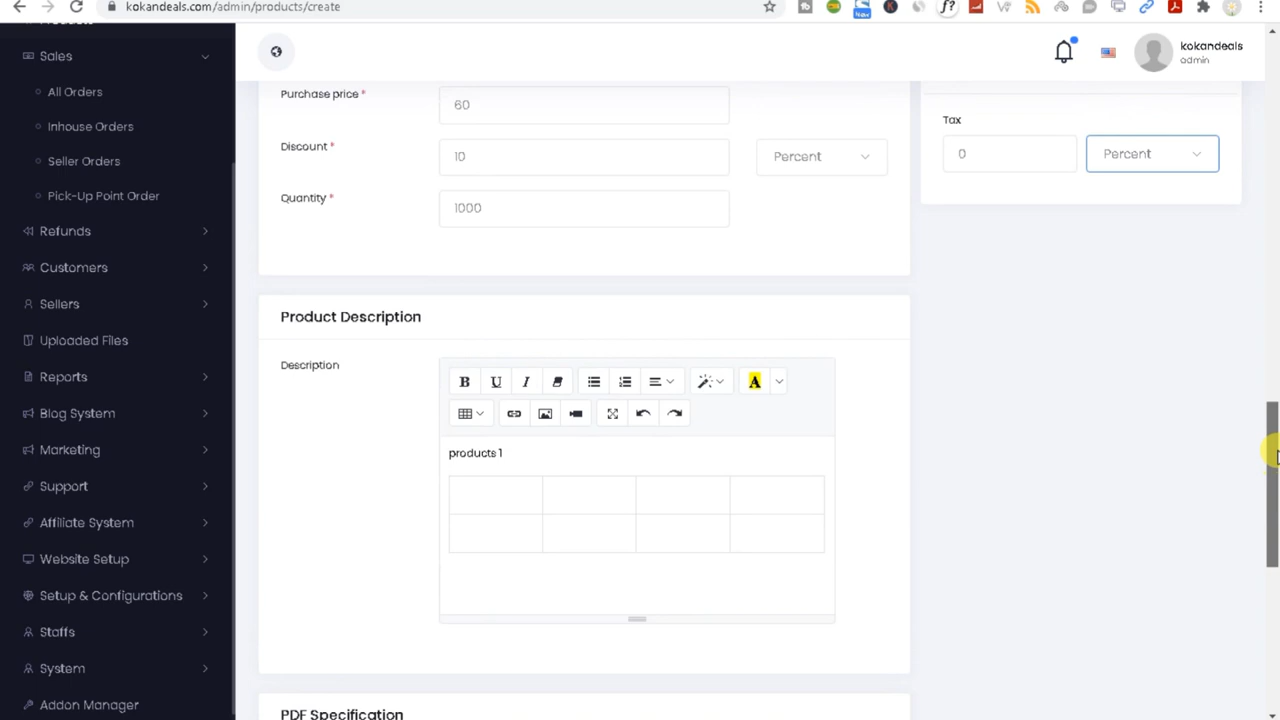 kokandeals.com/admin/products/create
New
f?
kokandeals
admin
Sales
All Orders
Inhouse Orders
Seller Orders
Pick-Up Point Order
Refunds
Customers
Sellers
Uploaded Files
Reports
Blog System
Marketing
Support
Affiliate System
Website Setup
Setup & Configurations
Staffs
System
Addon Manager
Purchase price *
60
Discount *
10
Percent
Quantity *
1000
Tax
0
Percent
Product Description
Description
B U I
A
products 1
PDF Specification